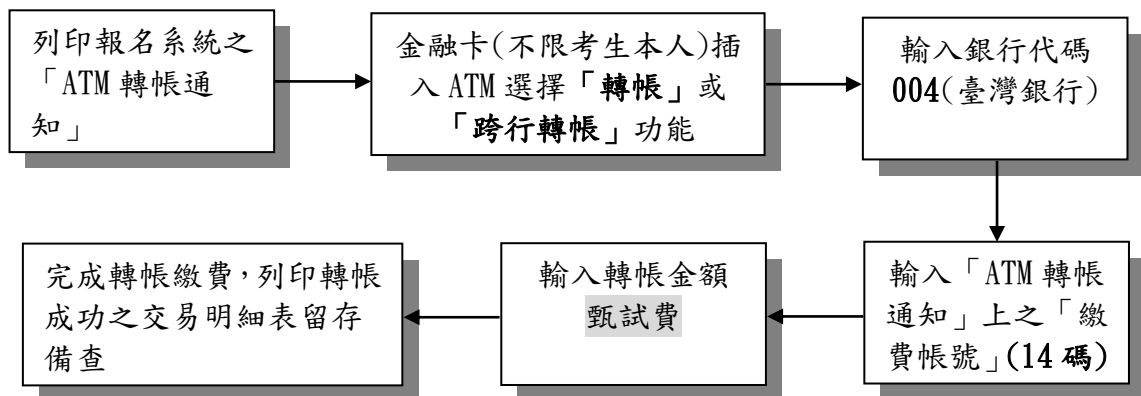 列印報名系統之
「ATM 轉帳通
知」
金融卡(不限考生本人)插
入 ATM 選擇「轉帳」或
「跨行轉帳」功能
輸入銀行代碼
004(臺灣銀行)
輸入「ATM 轉帳
通知」上之「繳
費帳號」(14 碼)
輸入轉帳金額
甄試費
完成轉帳繳費，列印轉帳
成功之交易明細表留存
備查